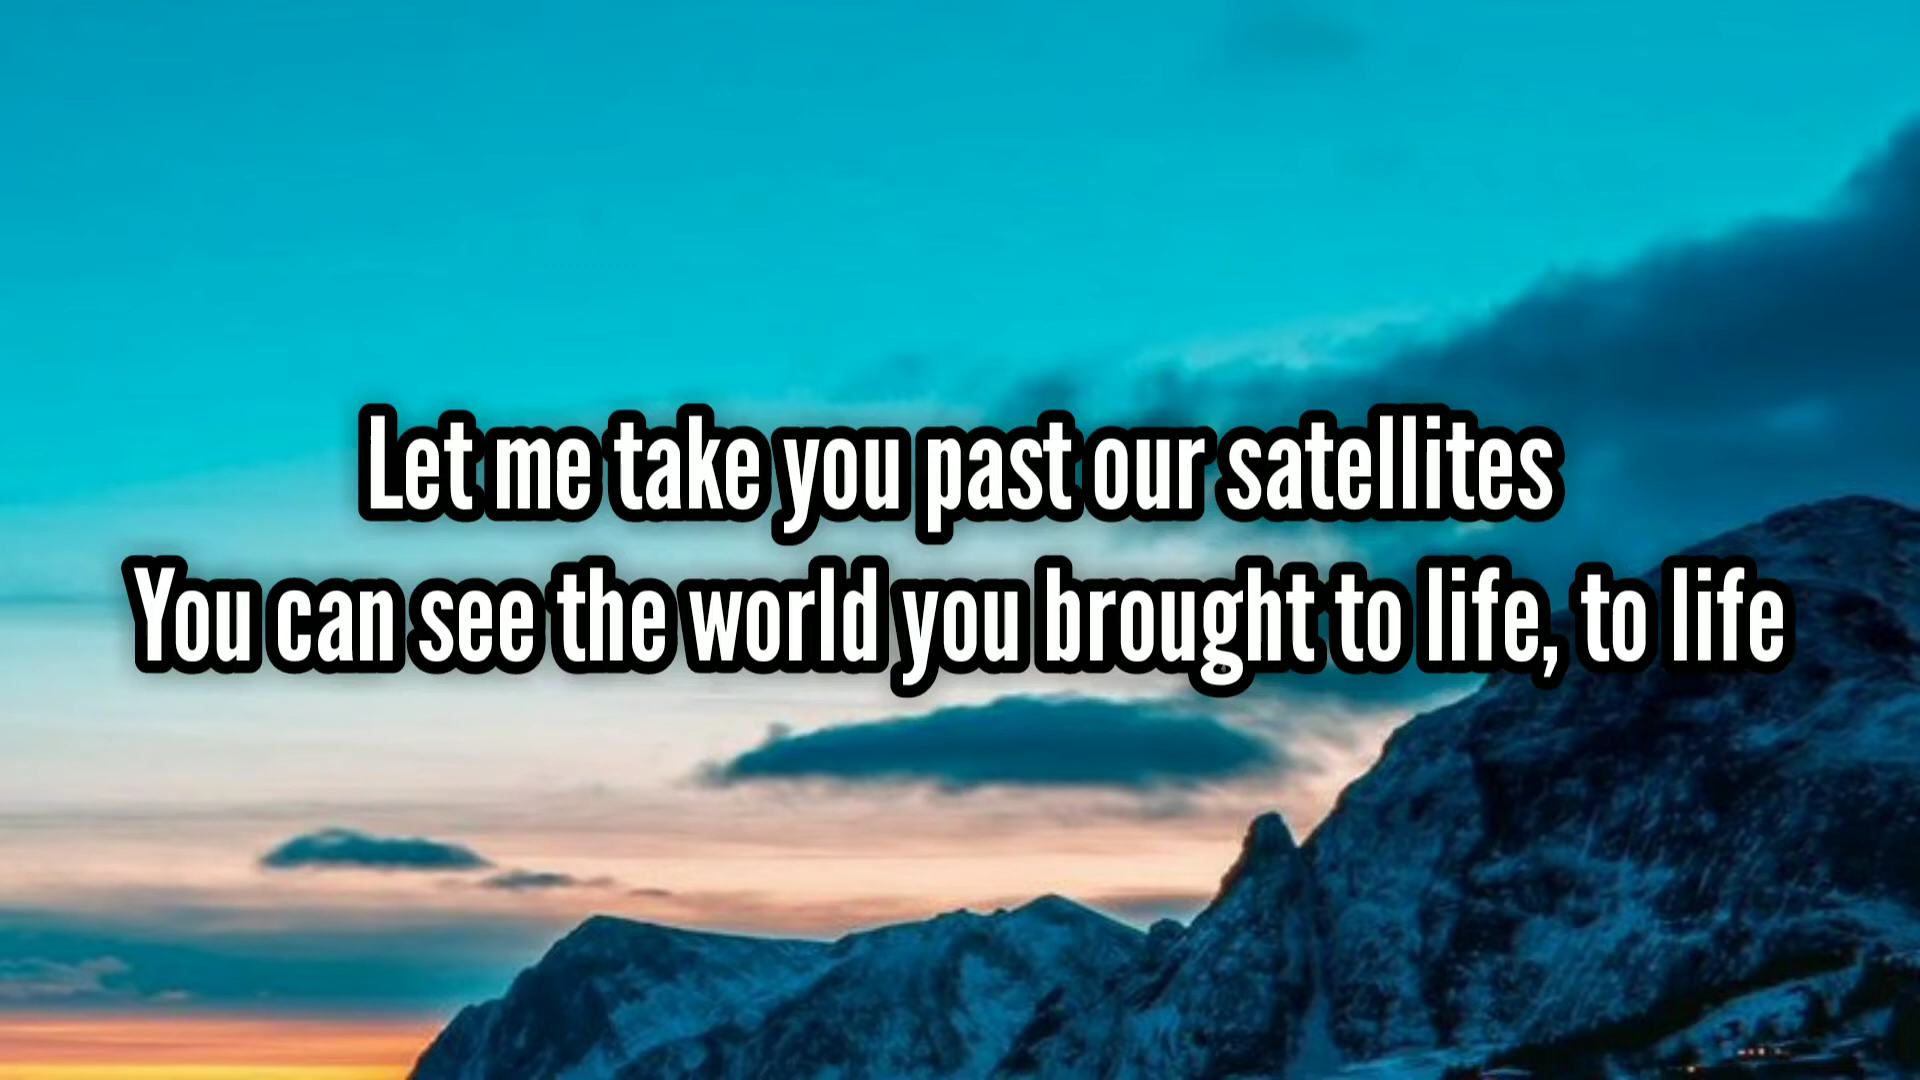 Let me take you past our satellites
You can see the world you brought to life, to life